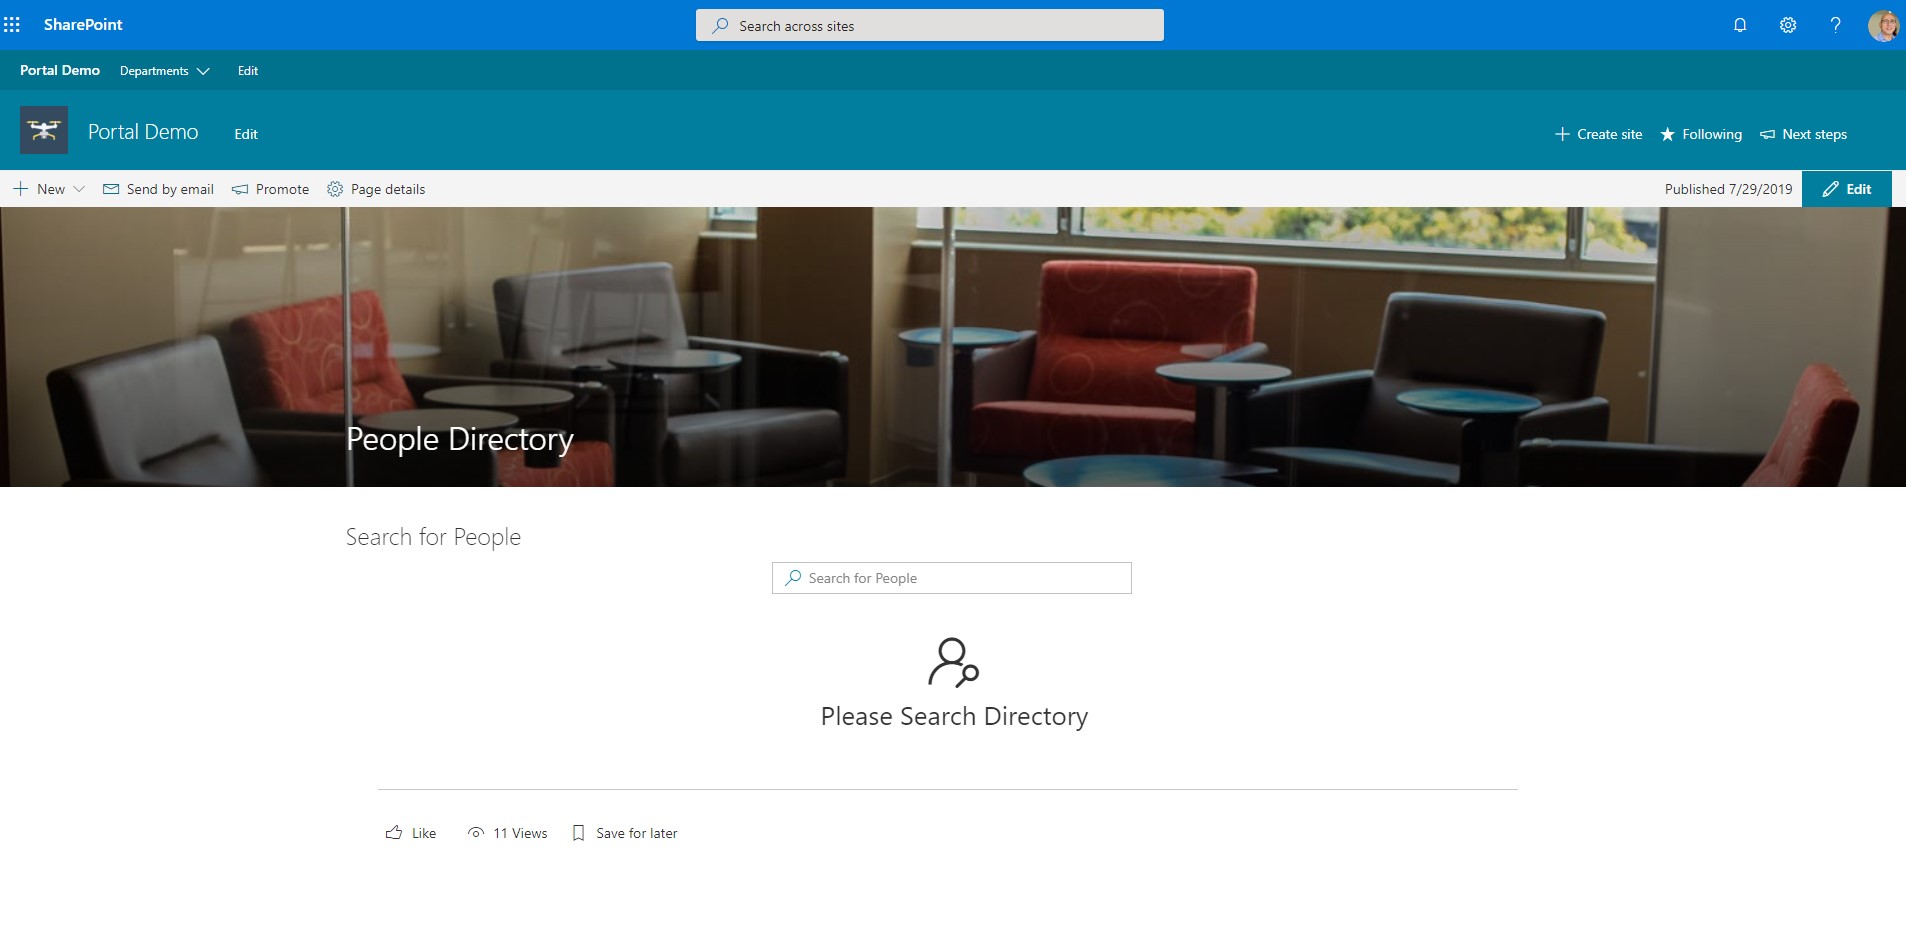 SharePoint
Search across sites
?
Portal Demo Departments Edit
Portal Demo Edit
Create site Following Next steps
New Send by email Promote Page details
Published 7/29/2019 Edit
People Directory
Search for People
Search for People
Please Search Directory
Like 11 Views Save for later